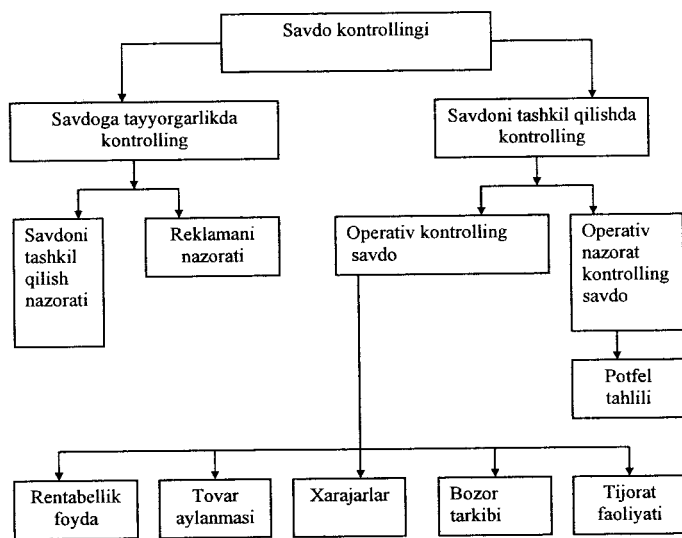 Savdo kontrollingi
Savdoga tayyorgarlikda
kontrolling
Savdoni tashkil qilishda
kontrolling
Savdoni
tashkil
qilish
nazorati
Reklamani
nazorati
Operativ kontrolling
savdo
Operativ
nazorat
kontrolling
savdo
Potfel
tahlili
Rentabellik
foyda
Tovar
aylanmasi
Xarajarlar
Bozor
tarkibi
Tijorat
faoliyati